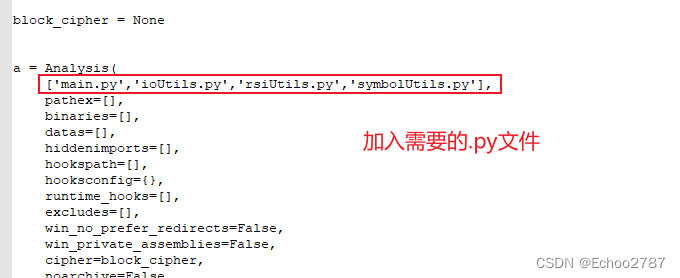 block_cipher = None
a = Analysis(
['main.py','ioUtils.py','rsiUtils.py','symbolUtils.py'],
pathex=[],
binaries=[],
datas=[],
hiddenimports=[],
加入需要的.py文件
hookspath=[],
hooksconfig={},
runtime_hooks=[],
excludes=[],
win_no_prefer_redirects=False,
win_private_assemblies=False,
cipher=block_cipher,
noarchive=False
CSDN @Echoo2787